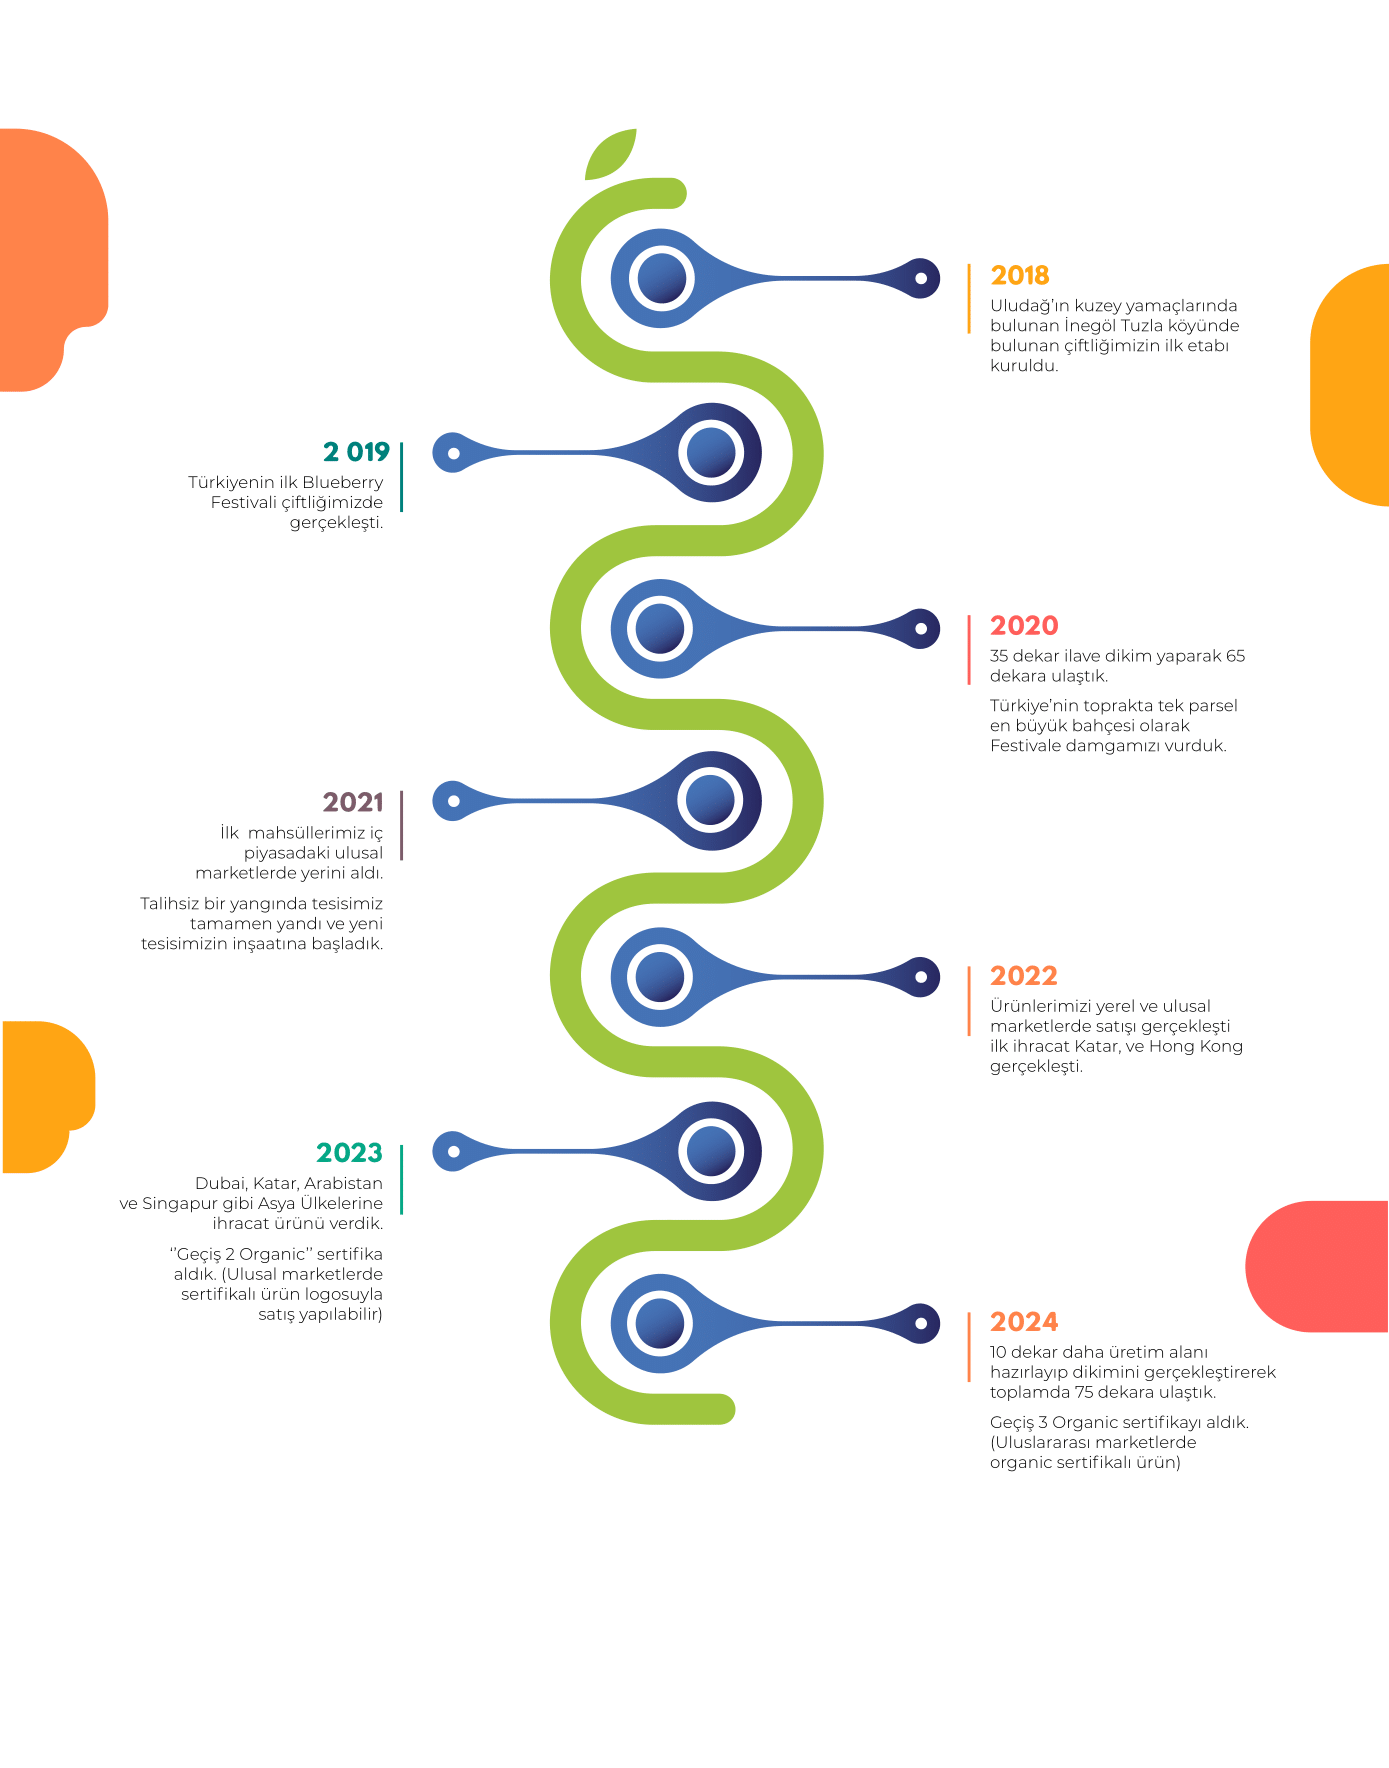 2018
Uludağ’ın kuzey yamaçlarında
bulunan İnegöl Tuzla köyünde
bulunan çiftliğimizin ilk etabı
kuruldu.
2 019
Türkiyenin ilk Blueberry
Festivali çiftliğimizde
gerçekleşti.
2020
35 dekar ilave dikim yaparak 65
dekara ulaştık.
Türkiye’nin toprakta tek parsel
en büyük bahçesi olarak
Festivale damgamızı vurduk.
2021
İlk  mahsüllerimiz iç
piyasadaki ulusal
marketlerde yerini aldı.
Talihsiz bir yangında tesisimiz
tamamen yandı ve yeni
tesisimizin inşaatına başladık.
2022
Ürünlerimizi yerel ve ulusal
marketlerde satışı gerçekleşti
ilk ihracat Katar, ve Hong Kong
gerçekleşti.
2023
Dubai, Katar, Arabistan
ve Singapur gibi Asya Ülkelerine
ihracat ürünü verdik.
‘’Geçiş 2 Organic’’ sertifika
aldık. (Ulusal marketlerde
sertifikalı ürün logosuyla
satış yapılabilir)
2024
10 dekar daha üretim alanı
hazırlayıp dikimini gerçekleştirerek
toplamda 75 dekara ulaştık.
Geçiş 3 Organic sertifikayı aldık.
(Uluslararası marketlerde
organic sertifikalı ürün)